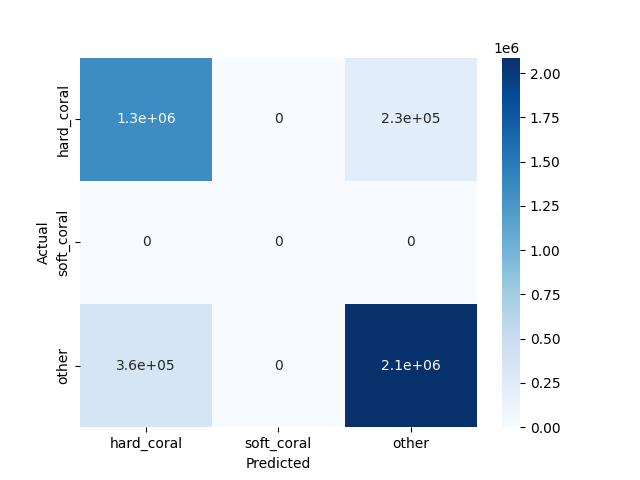 1e6
hard_coral
1.3e+06 0 2.3e+05
2.00
1.75
1.50
Actual
soft_coral
0 0 0
1.25
1.00
0.75
other
3.6e+05 0 2.1e+06
0.50
0.25
0.00
hard_coral soft_coral other
Predicted